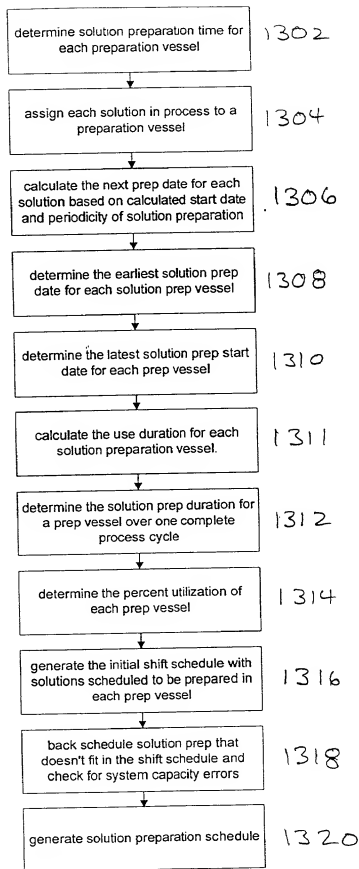 determine solution preparation time for
each preparation vessel
1302
assign each solution in process to a
preparation vessel
1304
calculate the next prep date for each
solution based on calculated start date
and periodicity of solution preparation
1306
determine the earliest solution prep
date for each solution prep vessel
1308
determine the latest solution prep start
date for each prep vessel
1310
calculate the use duration for each
solution preparation vessel.
1311
determine the solution prep duration for
a prep vessel over one complete
process cycle
1312
determine the percent utilization of
each prep vessel
1314
generate the initial shift schedule with
solutions scheduled to be prepared in
each prep vessel
1316
back schedule solution prep that
doesn't fit in the shift schedule and
check for system capacity errors
1318
generate solution preparation schedule
1320